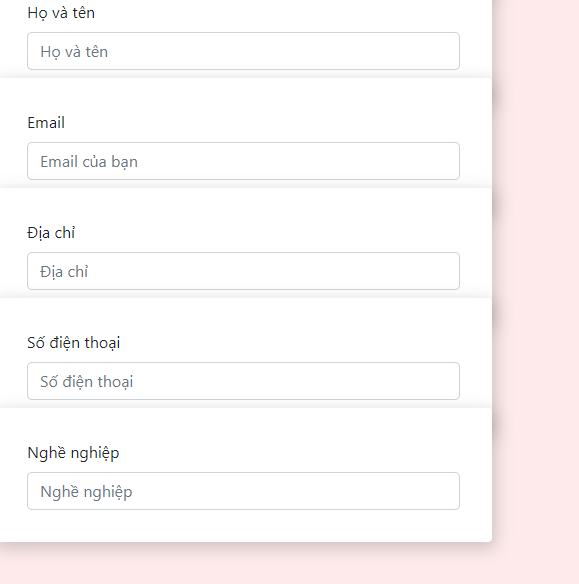 Họ và tên
Họ và tên
Email
Email của bạn
Địa chỉ
Địa chỉ
Số điện thoại
Số điện thoại
Nghề nghiệp
Nghề nghiệp